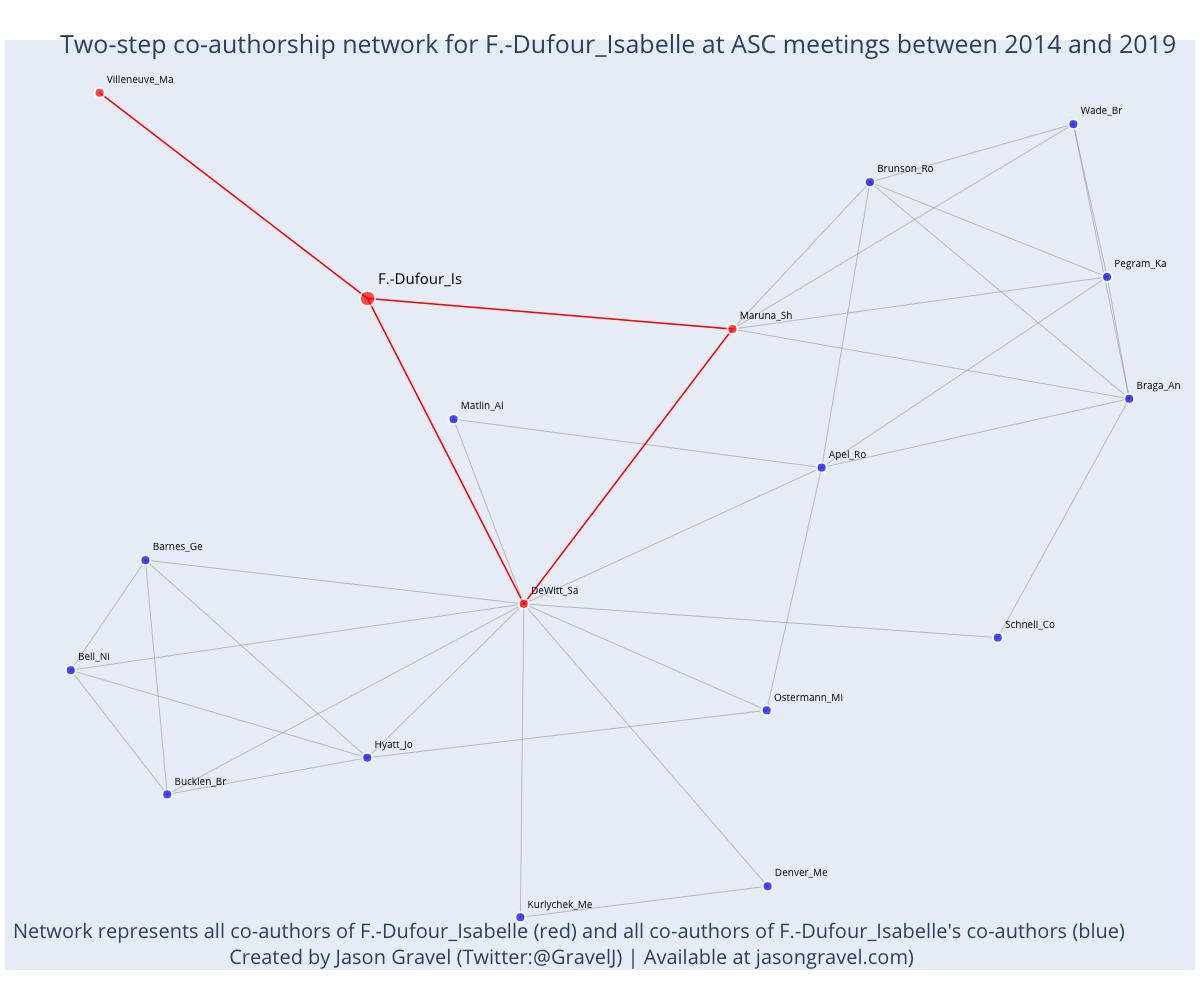 Two-step co-authorship network for F.-Dufour_Isabelle at ASC meetings between 2014 and 2019
Villeneuve_Ma
Wade_Br
Brunson_Ro
Pegram_Ka
F.-Dufour_Is
Maruna_Sh
Braga_An
Matlin_Al
Apel_Ro
Barnes_Ge
DeWitt_Sa
Schnell_Co
Bell_Ni
Ostermann_Mi
Hyatt_Jo
Bucklen_Br
Denver_Me
Kurlychek_Me
Network represents all co-authors of F.-Dufour_Isabelle (red) and all co-authors of F.-Dufour_Isabelle's co-authors (blue)
Created by Jason Gravel (Twitter:@GravelJ) | Available at jasongravel.com)